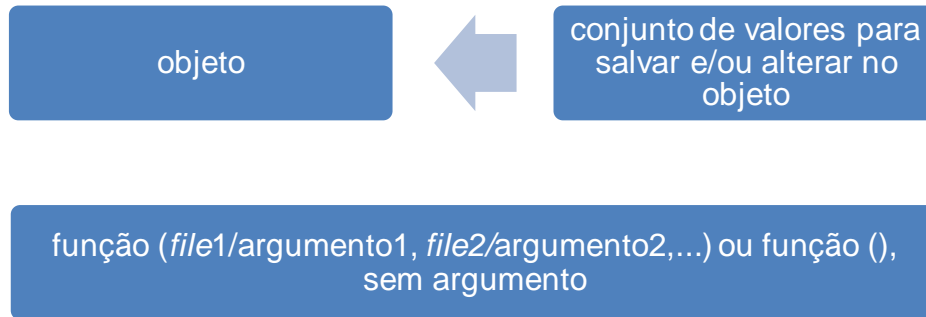 objeto
conjunto de valores para
salvar e/ou alterar no
objeto
função (file1/argumento1, file2/argumento2,...) ou função (),
sem argumento